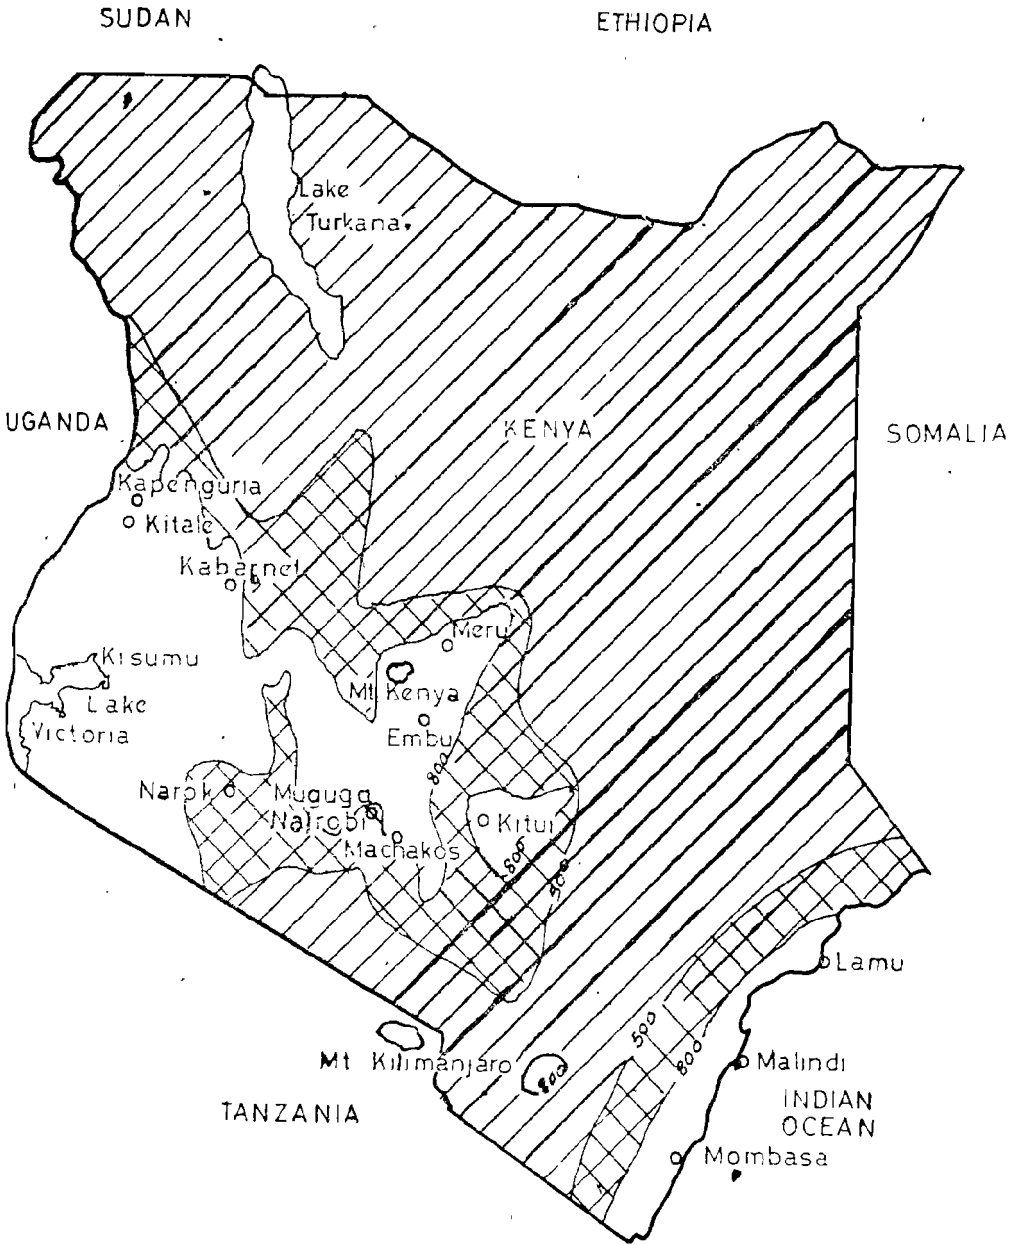 SUDAN
ETHIOPIA
Lake
Turkana
UGANDA
KENYA
SOMALIA
Kapenguria
Kitale
Kabarnet
Meru
Kisumu
Mt Kenya
Lake
Victoria
Embu
800
Narok
Muguga
Nairobi
Kitui
Machakos
800
500
Lamu
500
800
Mt Kilimanjaro
800
Malindi
TANZANIA
INDIAN
OCEAN
Mombasa